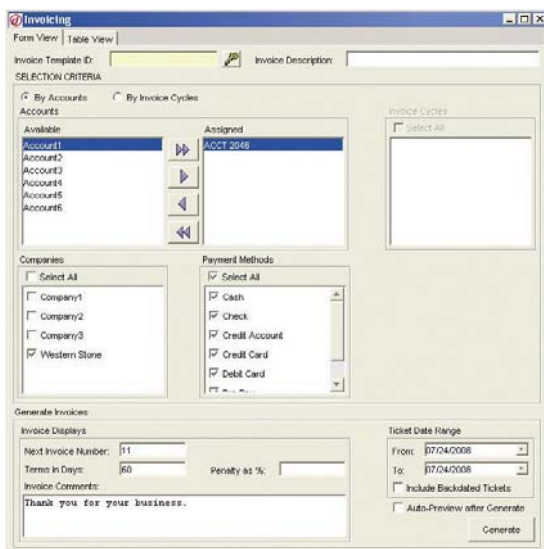 Invoicing
Form View Table View
Invoice Template ID: Invoice Description:
SELECTION CRITERIA
By Accounts By Invoice Cycles
Accounts Invoice Cycles
Available Assigned Select All
Account1 ACCT 2046
Account2
Account3
Account4
Account5
Account6
Companies Payment Methods
Select All Select All
Company1 Cash
Company2 Check
Company3 Credit Account
Western Stone Credit Card
Debit Card
Generate Invoices
Invoice Displays Ticket Date Range
Next Invoice Number: 11 From: 07/24/2008
Terms In Days: 60 Penalty as %: To: 07/24/2008
Invoice Comments: Include Backdated Tickets
Thank you for your business. Auto-Preview after Generate
Generate